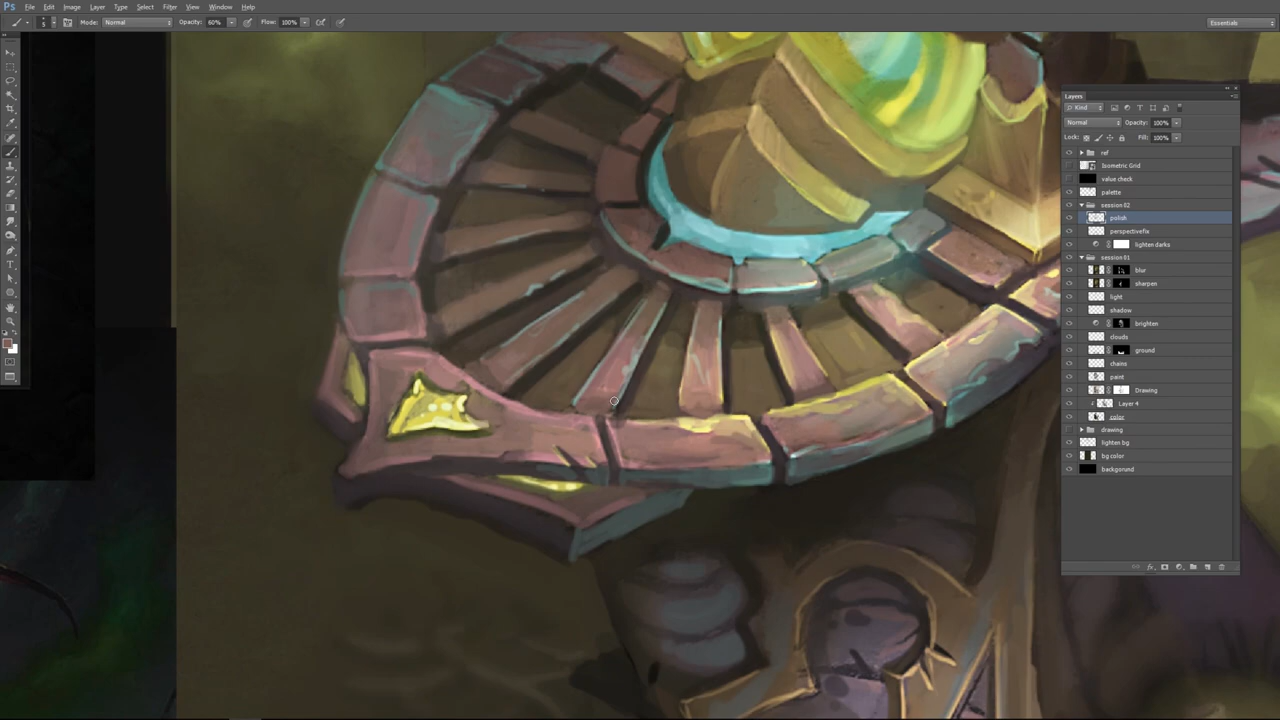 Ps File Edit Image Layer Type Select Filter View Window Help
5 Mode: Normal Opacity: 60% Flow: 100% Essentials
Layers
Kind
Normal Opacity: 100%
Lock: Fill: 100%
ref
Isometric Grid
value check
palette
session 02
polish
perspectivefix
lighten darks
session 01
blur
sharpen
light
shadow
brighten
clouds
ground
chains
paint
Drawing
Layer 4
color
drawing
lighten bg
bg color
background
fx